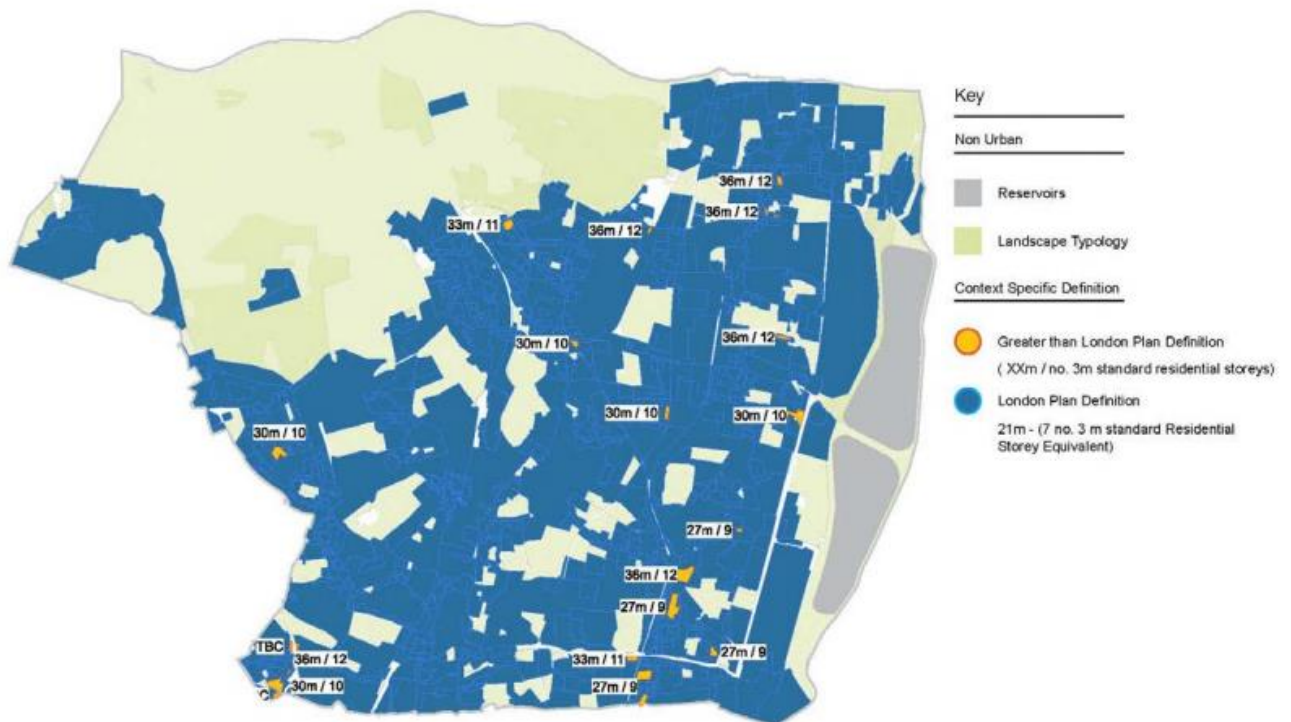 Key
Non Urban
Reservoirs
Landscape Typology
Context Specific Definition
Greater than London Plan Definition
( XXm / no. 3m standard residential storeys)
London Plan Definition
21m - (7 no. 3 m standard Residential
Storey Equivalent)
36m / 12
36m / 12
33m / 11
36m / 12
36m / 12
30m / 10
30m / 10
30m / 10
30m / 10
27m / 9
36m / 12
27m / 9
TBC
36m / 12
33m / 11
27m / 9
30m / 10
27m / 9